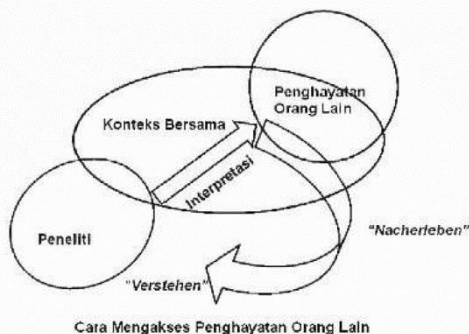 Penghayatan
Orang Lain
Konteks Bersama
Interpretasi
Peneliti
"Nacherleben"
"Verstehen"
Cara Mengakses Penghayatan Orang Lain